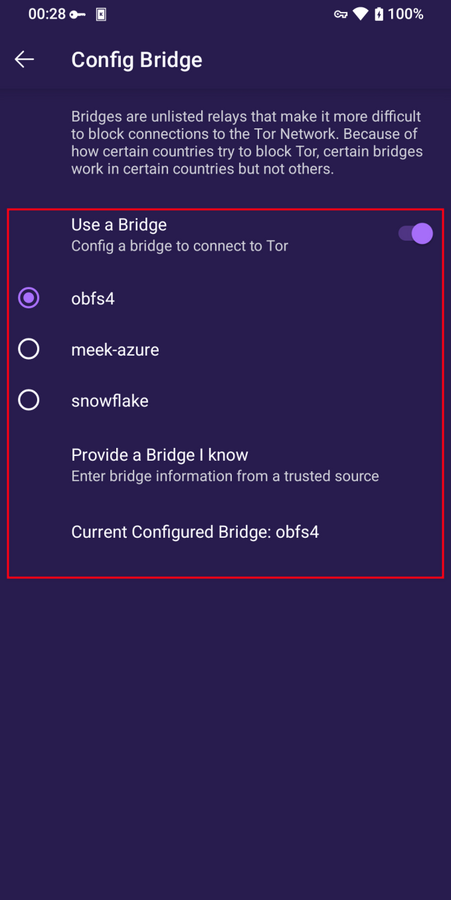 00:28
100%
Config Bridge
Bridges are unlisted relays that make it more difficult
to block connections to the Tor Network. Because of
how certain countries try to block Tor, certain bridges
work in certain countries but not others.
Use a Bridge
Config a bridge to connect to Tor
obfs4
meek-azure
snowflake
Provide a Bridge I know
Enter bridge information from a trusted source
Current Configured Bridge: obfs4